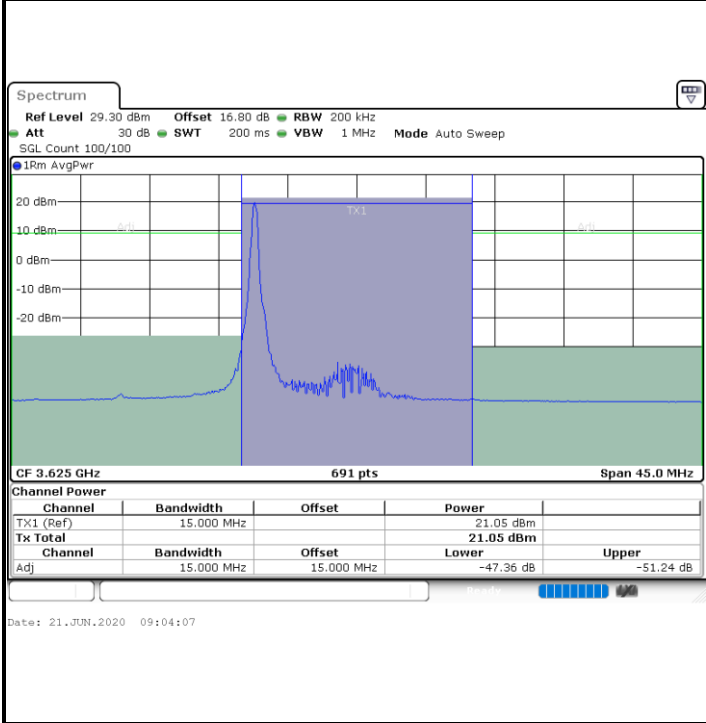 Spectrum
Ref Level 29.30 dBm Offset 16.80 dB RBW 200 kHz
Att 30 dB SWT 200 ms VBW 1 MHz Mode Auto Sweep
SGL Count 100/100
1Rm AvgPwr
20 dBm
TX1
Adj Adj
10 dBm
0 dBm
-10 dBm
-20 dBm
CF 3.625 GHz 691 pts Span 45.0 MHz
Channel Power
Channel Bandwidth Offset Power
TX1 (Ref) 15.000 MHz 21.05 dBm
Tx Total 21.05 dBm
Channel Bandwidth Offset Lower Upper
Adj 15.000 MHz 15.000 MHz -47.36 dB -51.24 dB
Ready
Date: 21.JUN.2020 09:04:07